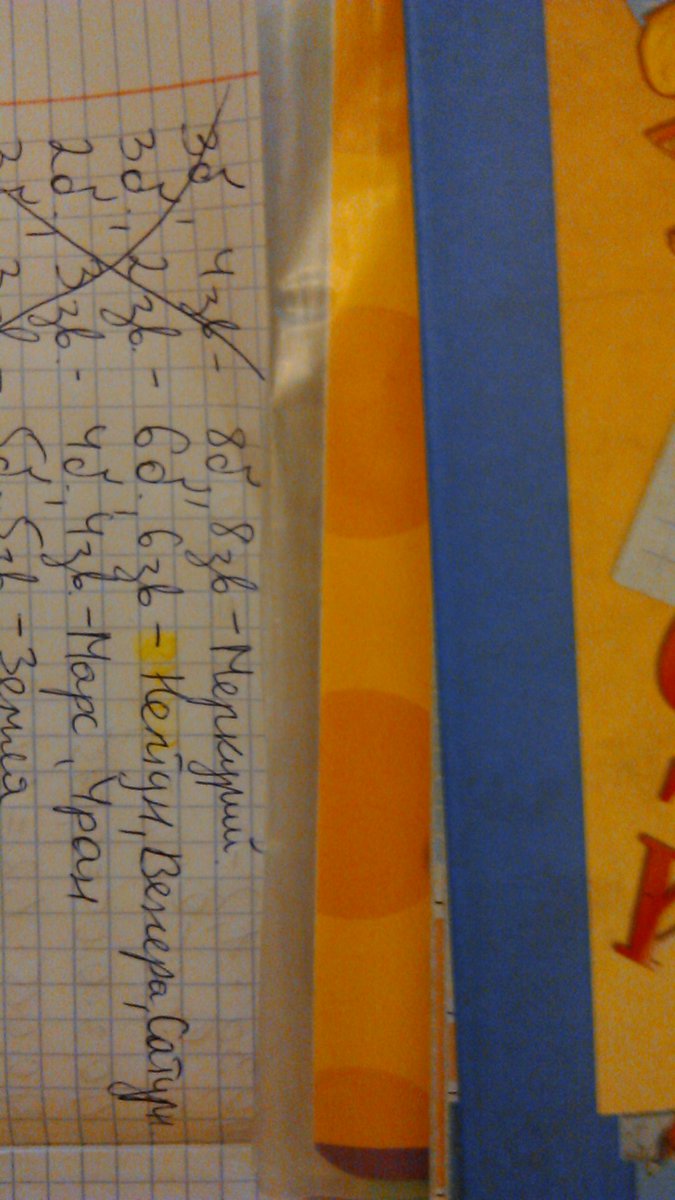 3б, 4зв - 8б, 8зв - Меркурий.
3б, 2зв. - 6б., 6зв - Нептун, Венера, Сатурн
2б., 3зв. - 4б, 4зв. - Марс, Уран
3б, - 5б, 5зв - Земля